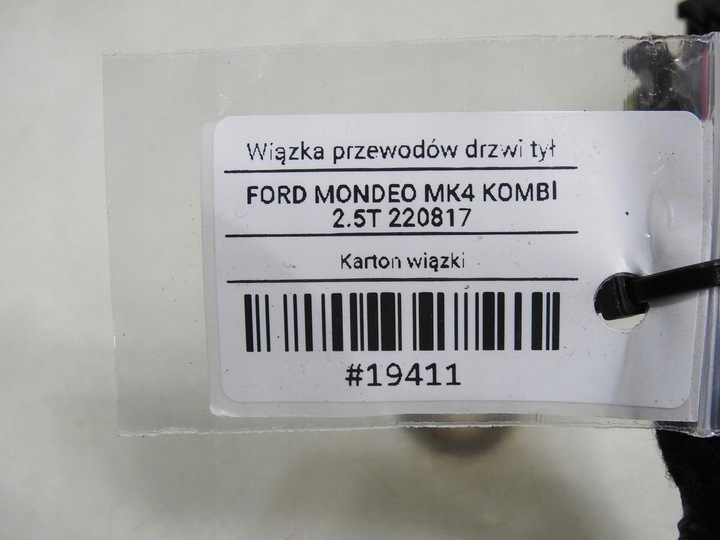 Wiązka przewodów drzwi tył
FORD MONDEO MK4 KOMBI
2.5T 220817
Karton wiązki
#19411